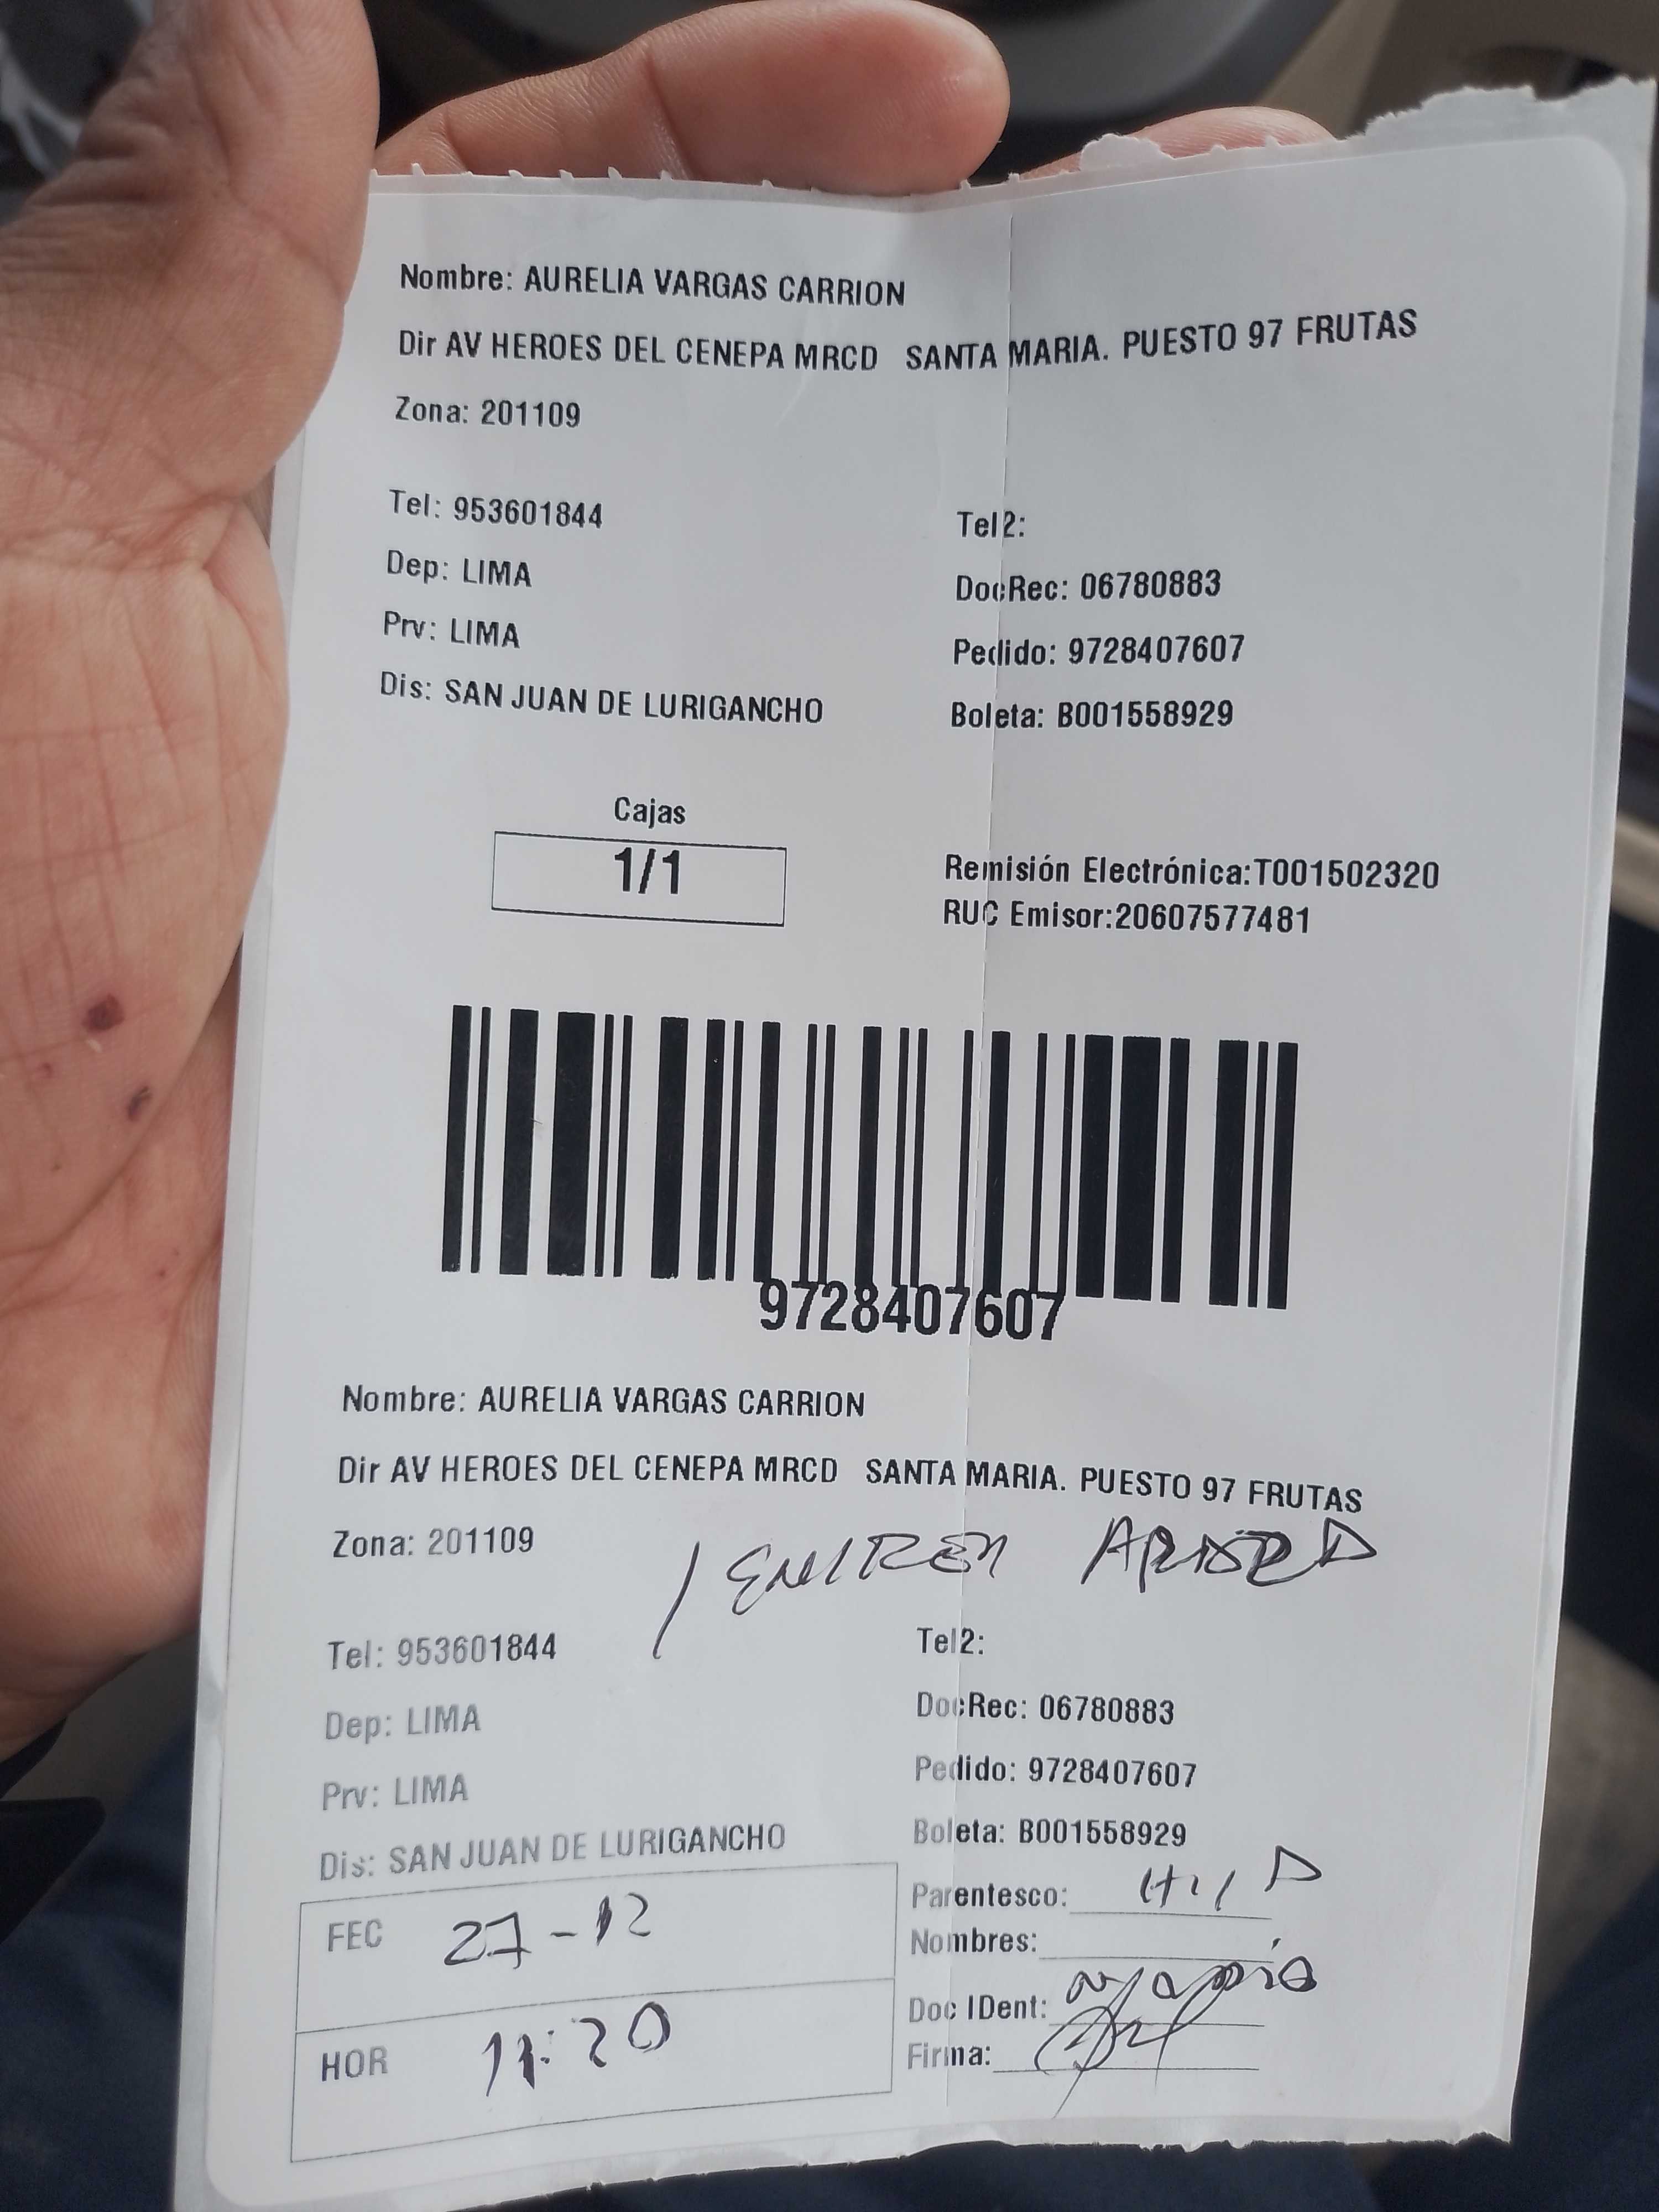 Nombre: AURELIA VARGAS CARRION
Dir AV HEROES DEL CENEPA MRCD SANTA MARIA. PUESTO 97 FRUTAS
Zona: 201109
Tel: 953601844
Tel2:
Dep: LIMA
DocRec: 06780883
Prv: LIMA
Pedido: 9728407607
Dis: SAN JUAN DE LURIGANCHO
Boleta: B001558929
Cajas
1/1
Remisión Electrónica:T001502320
RUC Emisor:20607577481
9728407607
Nombre: AURELIA VARGAS CARRION
Dir AV HEROES DEL CENEPA MRCD SANTA MARIA. PUESTO 97 FRUTAS
Zona: 201109
Tel: 953601844
Tel2:
Dep: LIMA
DocRec: 06780883
Prv: LIMA
Pedido: 9728407607
Dis: SAN JUAN DE LURIGANCHO
Boleta: B001558929
Parentesco:
FEC 27-12
Nombres:
Doc IDent:
HOR 11:20
Firma: